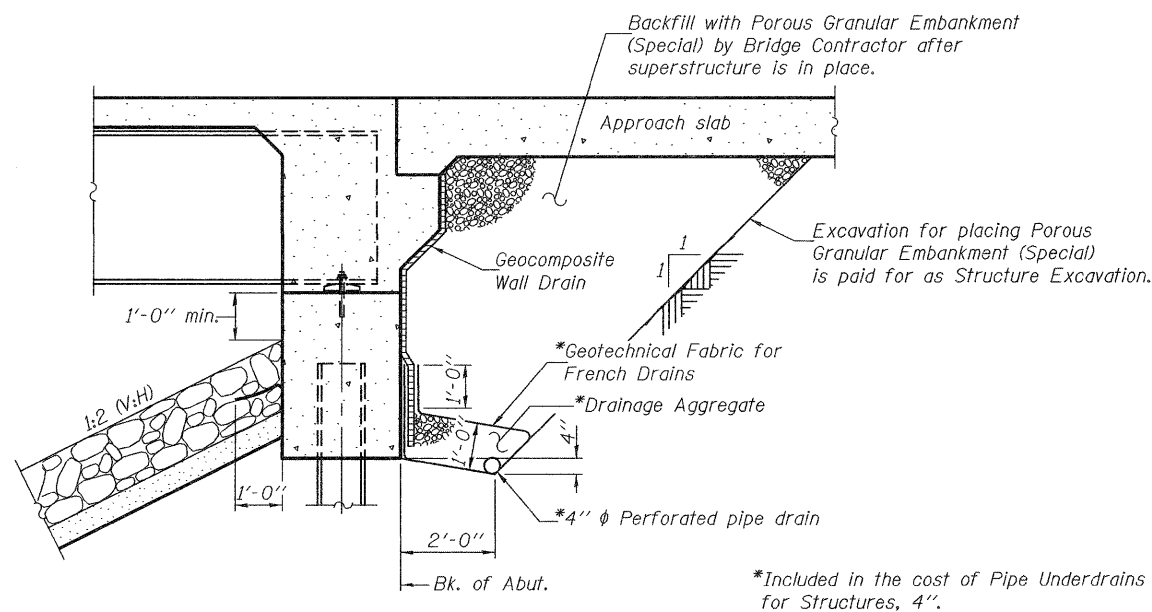 Backfill with Porous Granular Embankment
(Special) by Bridge Contractor after
superstructure is in place.
Approach slab
Geocomposite
Wall Drain
Excavation for placing Porous
Granular Embankment (Special)
is paid for as Structure Excavation.
1
1
1'-0" min.
*Geotechnical Fabric for
French Drains
1'-0"
*Drainage Aggregate
1:2 (V:H)
1'-0"
4"
1'-0"
*4" ϕ Perforated pipe drain
2'-0"
Bk. of Abut.
*Included in the cost of Pipe Underdrains
for Structures, 4".